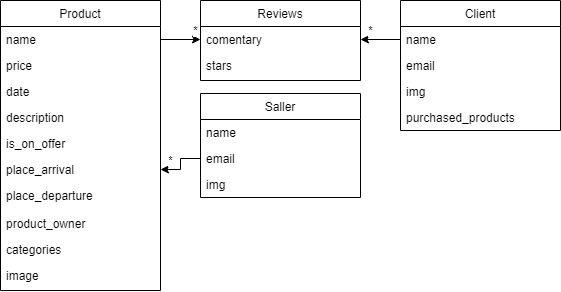 Product
name
price
date
description
is_on_offer
place_arrival
place_departure
product_owner
categories
image
*
Reviews
comentary
stars
*
Client
name
email
img
purchased_products
Saller
name
email
img
*